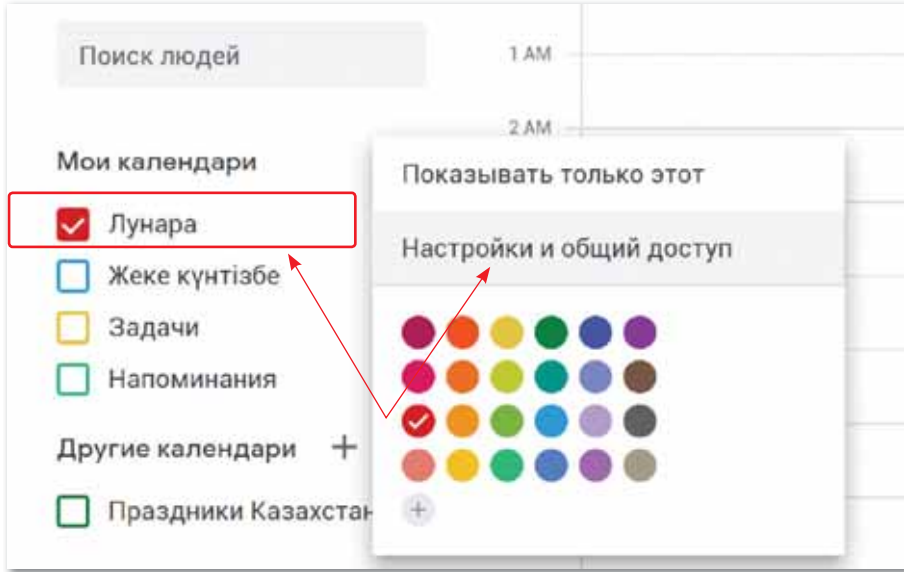 Поиск людей
1 AM
2 AM
Мои календари
Лунара
Жеке күнтізбе
Задачи
Напоминания
Другие календари +
Праздники Казахстан
Показывать только этот
Настройки и общий доступ
+